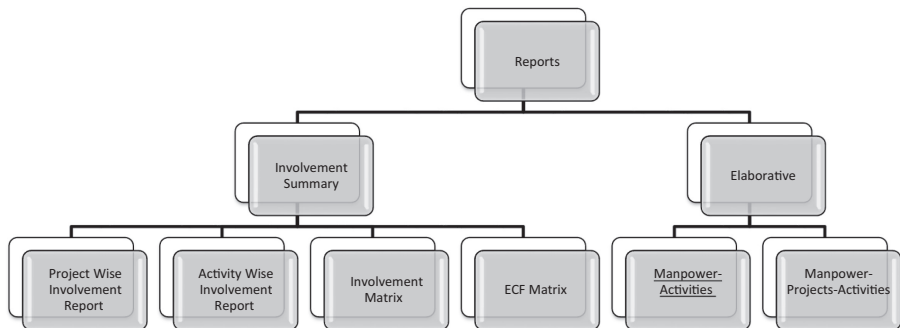 Reports
Involvement
Summary
Elaborative
Project Wise
Involvement
Report
Activity Wise
Involvement
Report
Involvement
Matrix
ECF Matrix
Manpower-
Activities
Manpower-
Projects-Activities